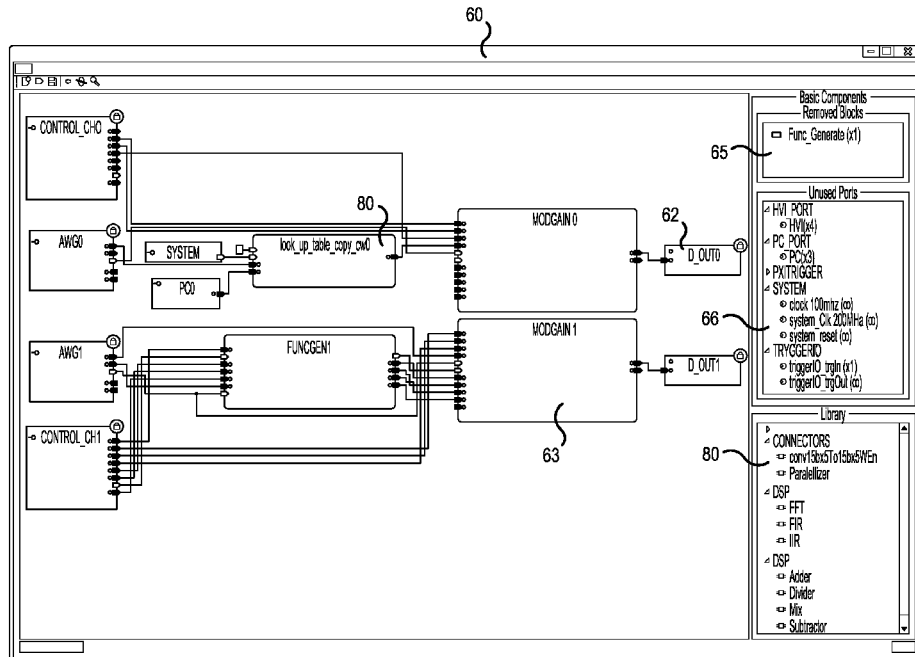 60
CONTROL_CH0
AWG0
SYSTEM
PC0
80
look_up_table_copy_cw0
MODGAIN 0
62
D_OUT0
AWG1
FUNCGEN1
MODGAIN 1
D_OUT1
CONTROL_CH1
63
Basic Components
Removed Blocks
Func_Generate (x1)
65
Unused Ports
HVI_PORT
HVI(x4)
PC_PORT
PC(x3)
PXITRIGGER
SYSTEM
clock 100mhz (∞)
system_Clk 200MHa (∞)
system_reset (∞)
66
TRYGGERIO
triggerIO_trgIn (x1)
triggerIO_trgOut (∞)
Library
CONNECTORS
80
conv15bx5To15bx5WEn
Paralellizer
DSP
FFT
FIR
IIR
DSP
Adder
Divider
Mix
Subtractor